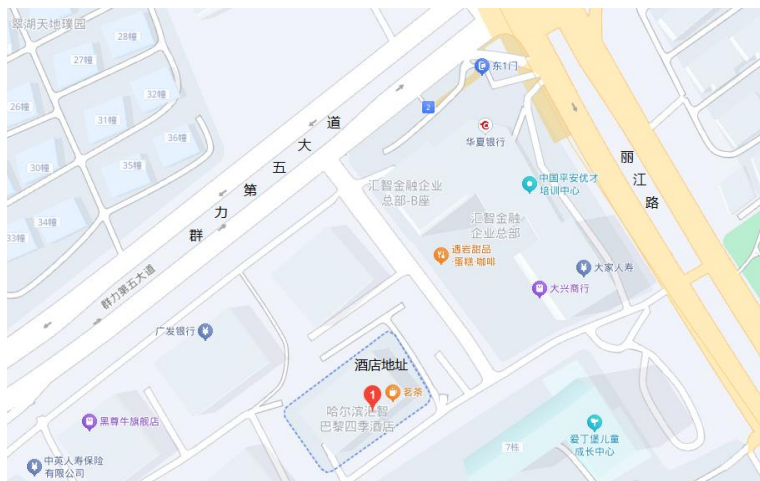 翠湖天地璞园
28幢
27幢
32幢
26幢
31幢
36幢
35幢
30幢
34幢
33幢
东1门
2
华夏银行
群力第五大道
丽江路
汇智金融企业
总部-B座
中国平安优才
培训中心
汇智金融-
企业总部
遇岩甜品
·蛋糕·咖啡
大家人寿
大兴商行
群力第五大道
广发银行
酒店地址
1
茗茶
哈尔滨汇智
巴黎四季酒店
黑尊牛旗舰店
中英人寿保险
有限公司
7栋
爱丁堡儿童
成长中心